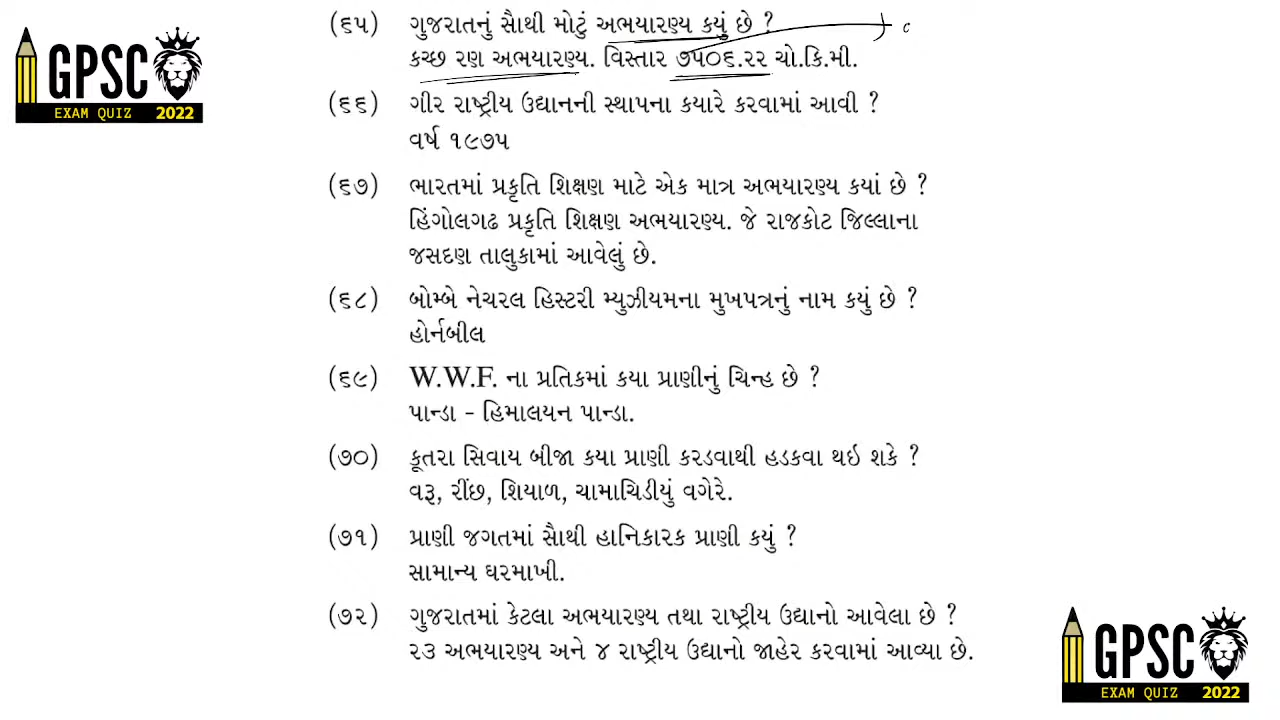 GPSC
EXAM QUIZ 2022
(૬૫) ગુજરાતનું સૌાથી મોટું અભયારણ્ય કયું છે ?
કચ્છ રણ અભયારણ્ય. વિસ્તાર ૭૫૦૬.૨૨ ચો.કિ.મી.
(૬૬) ગીર રાષ્ટ્રીય ઉદ્યાનની સ્થાપના કયારે કરવામાં આવી ?
વર્ષ ૧૯૭૫
(૬૭) ભારતમાં પ્રકૃતિ શિક્ષણ માટે એક માત્ર અભયારણ્ય કયાં છે ?
હિંગોલગઢ પ્રકૃતિ શિક્ષણ અભયારણ્ય. જે રાજકોટ જિલ્લાના
જસદણ તાલુકામાં આવેલું છે.
(૬૮) બોમ્બે નેચરલ હિસ્ટરી મ્યુઝીયમના મુખપત્રનું નામ કયું છે ?
હોર્નબીલ
(૬૯) W.W.F. ના પ્રતિકમાં કયા પ્રાણીનું ચિન્હ છે ?
પાન્ડા - હિમાલયન પાન્ડા.
(૭૦) કૂતરા સિવાય બીજા કયા પ્રાણી કરડવાથી હડકવા થઇ શકે ?
વરૂ, રીંછ, શિયાળ, ચામાચિડીયું વગેરે.
(૭૧) પ્રાણી જગતમાં સૌાથી હાનિકારક પ્રાણી કયું ?
સામાન્ય ઘરમાખી.
(૭૨) ગુજરાતમાં કેટલા અભયારણ્ય તથા રાષ્ટ્રીય ઉદ્યાનો આવેલા છે ?
૨૩ અભયારણ્ય અને ૪ રાષ્ટ્રીય ઉદ્યાનો જાહેર કરવામાં આવ્યા છે.
GPSC
EXAM QUIZ 2022